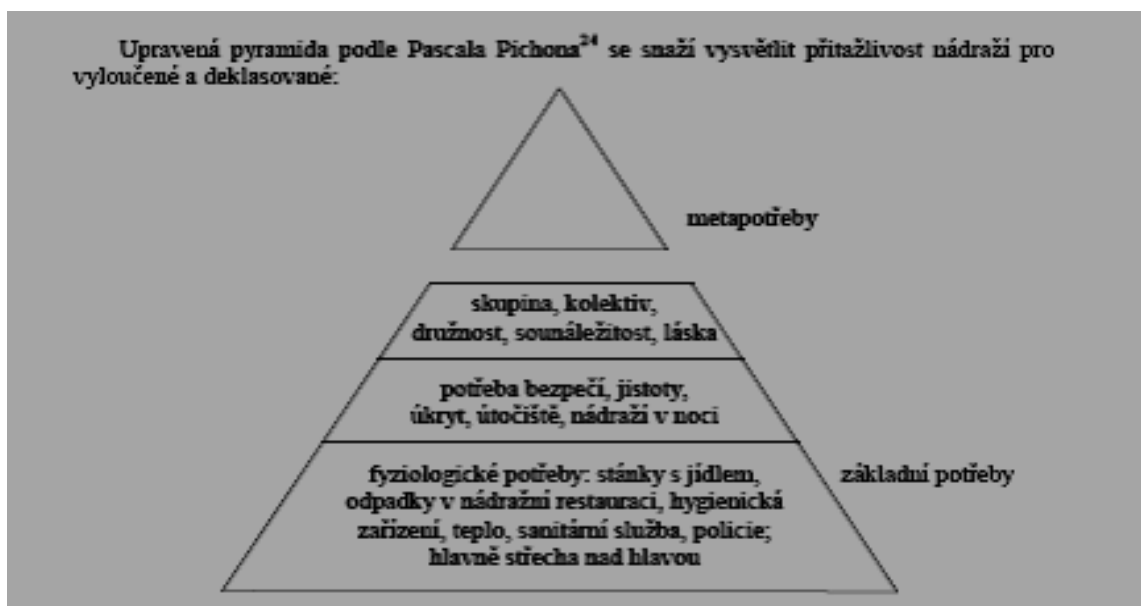 Upravená pyramida podle Pascala Pichona24 se snaží vysvětlit přitažlivost nádraží pro
vyloučené a deklasované:
metapotřeby
skupina, kolektiv,
družnost, sounáležitost, láska
potřeba bezpečí, jistoty,
úkryt, útočiště, nádraží v noci
fyziologické potřeby: stánky s jídlem,
odpadky v nádražní restauraci, hygienická
zařízení, teplo, sanitární služba, policie;
hlavně střecha nad hlavou
základní potřeby